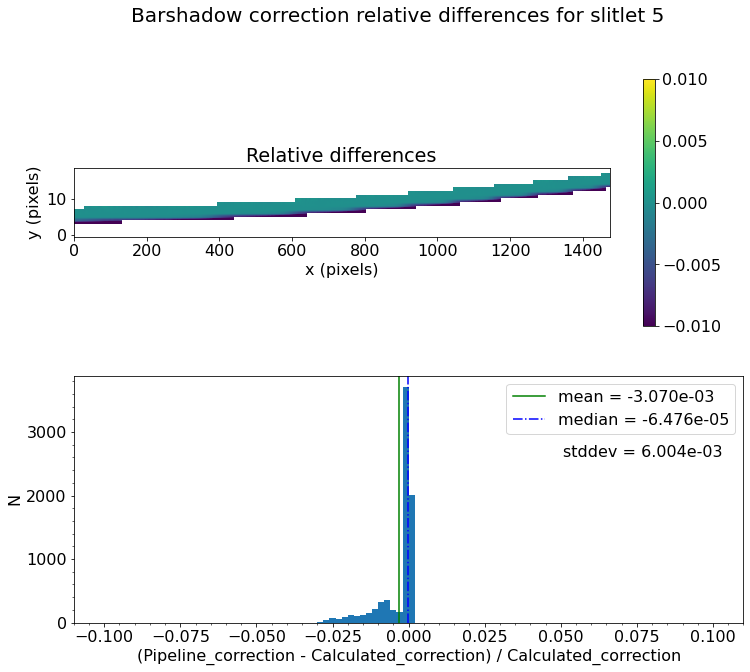 Barshadow correction relative differences for slitlet 5
Relative differences
y (pixels)
10
0
0 200 400 600 800 1000 1200 1400
x (pixels)
0.010
0.005
0.000
−0.005
−0.010
mean = -3.070e-03
median = -6.476e-05
stddev = 6.004e-03
N
3000
2000
1000
0
−0.100 −0.075 −0.050 −0.025 0.000 0.025 0.050 0.075 0.100
(Pipeline_correction - Calculated_correction) / Calculated_correction